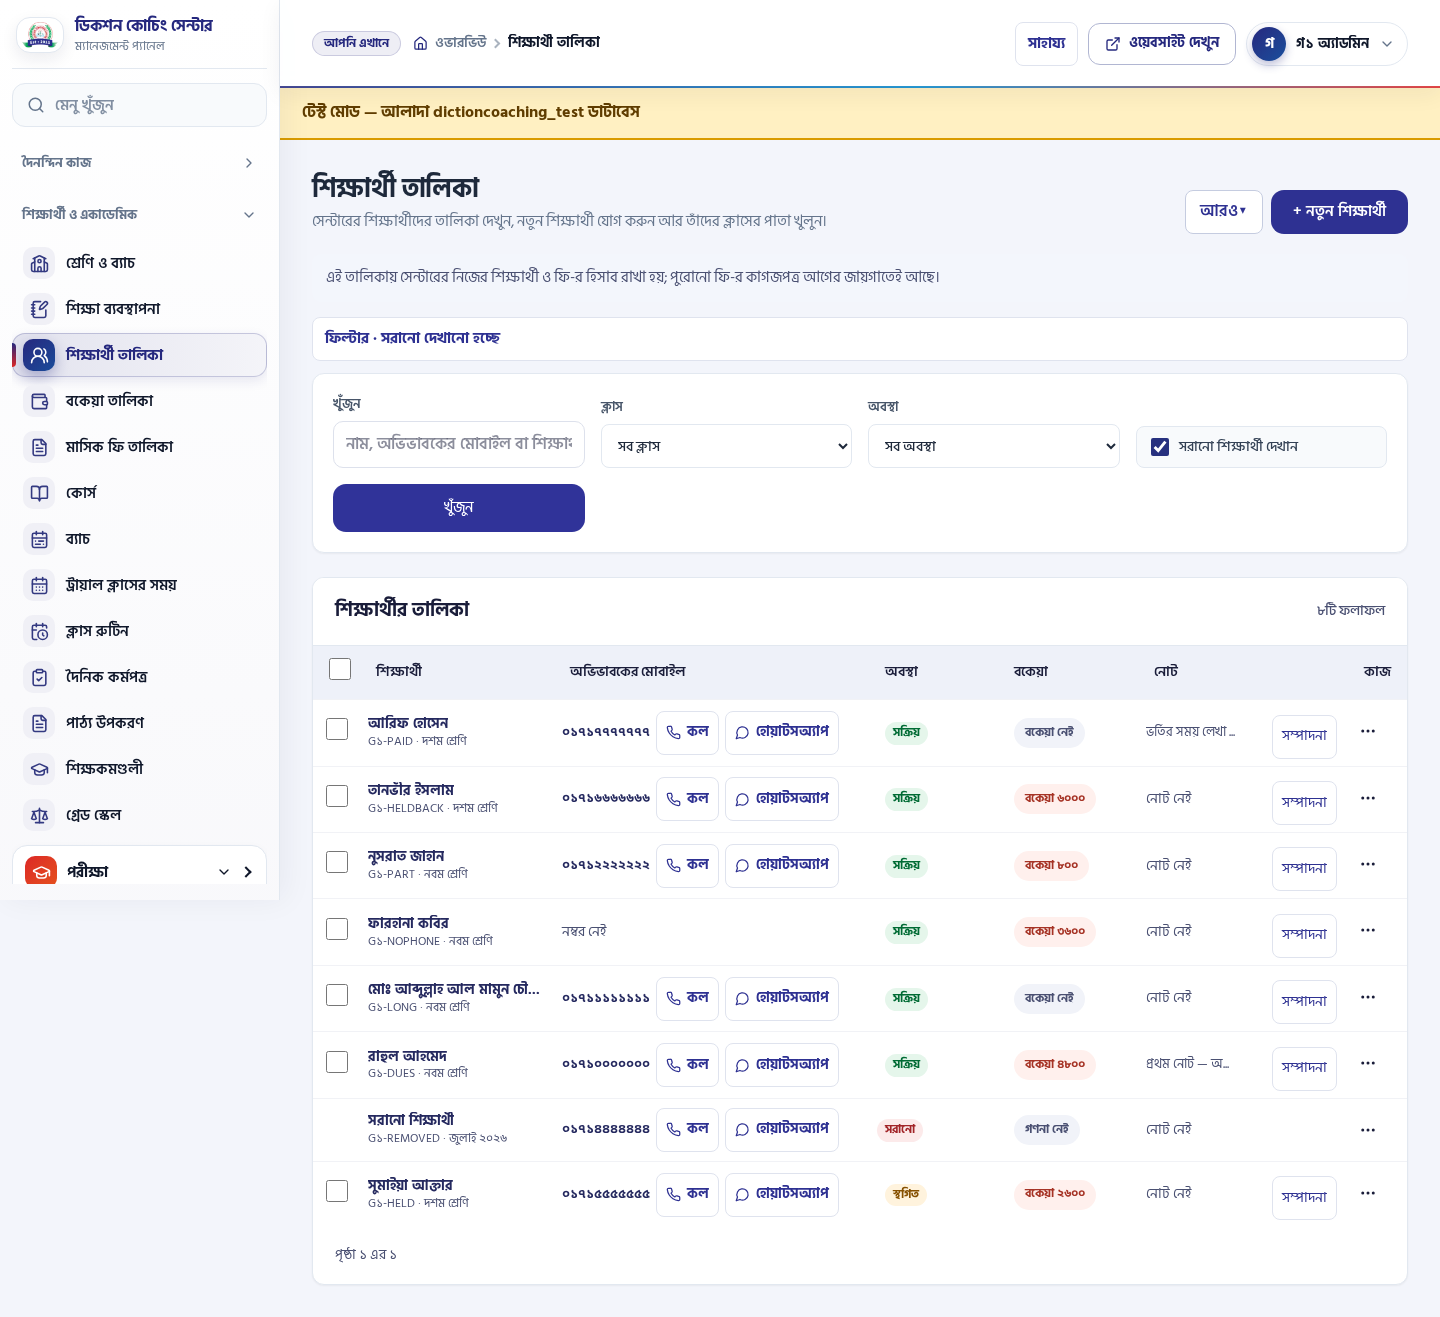 ডিকশন কোচিং সেন্টার
ম্যানেজমেন্ট প্যানেল
মেনু খুঁজুন
দৈনন্দিন কাজ
শিক্ষার্থী ও একাডেমিক
শ্রেণি ও ব্যাচ
শিক্ষা ব্যবস্থাপনা
শিক্ষার্থী তালিকা
বকেয়া তালিকা
মাসিক ফি তালিকা
কোর্স
ব্যাচ
ট্রায়াল ক্লাসের সময়
ক্লাস রুটিন
দৈনিক কর্মপত্র
পাঠ্য উপকরণ
শিক্ষকমণ্ডলী
গ্রেড স্কেল
পরীক্ষা
আপনি এখানে ওভারভিউ শিক্ষার্থী তালিকা
সাহায্য ওয়েবসাইট দেখুন গ গ১ অ্যাডমিন
টেস্ট মোড — আলাদা dictioncoaching_test ডাটাবেস
শিক্ষার্থী তালিকা
সেন্টারের শিক্ষার্থীদের তালিকা দেখুন, নতুন শিক্ষার্থী যোগ করুন আর তাঁদের ক্লাসের পাতা খুলুন।
আরও + নতুন শিক্ষার্থী
এই তালিকায় সেন্টারের নিজের শিক্ষার্থী ও ফি-র হিসাব রাখা হয়; পুরোনো ফি-র কাগজপত্র আগের জায়গাতেই আছে।
ফিল্টার · সরানো দেখানো হচ্ছে
খুঁজুন ক্লাস অবস্থা
নাম, অভিভাবকের মোবাইল বা সব ক্লাস সব অবস্থা সরানো শিক্ষার্থী দেখান
খুঁজুন
শিক্ষার্থীর তালিকা ৮টি ফলাফল
শিক্ষার্থী অভিভাবকের মোবাইল অবস্থা বকেয়া নোট কাজ
আরিফ হোসেন ০১৭১৭৭৭৭৭৭৭ কল হোয়াটসঅ্যাপ সক্রিয় বকেয়া নেই ভর্তির সময় লেখা ... সম্পাদনা ...
G১-PAID · দশম শ্রেণি
তানভীর ইসলাম ০১৭১৬৬৬৬৬৬৬ কল হোয়াটসঅ্যাপ সক্রিয় বকেয়া ৬০০০ নোট নেই সম্পাদনা ...
G১-HELDBACK · দশম শ্রেণি
নুসরাত জাহান ০১৭১২২২২২২২ কল হোয়াটসঅ্যাপ সক্রিয় বকেয়া ৮০০ নোট নেই সম্পাদনা ...
G১-PART · নবম শ্রেণি
ফারহানা কবির নম্বর নেই সক্রিয় বকেয়া ৩৬০০ নোট নেই সম্পাদনা ...
G১-NOPHONE · নবম শ্রেণি
মোঃ আব্দুল্লাহ আল মামুন চৌ... ০১৭১১১১১১১১ কল হোয়াটসঅ্যাপ সক্রিয় বকেয়া নেই নোট নেই সম্পাদনা ...
G১-LONG · নবম শ্রেণি
রাহুল আহমেদ ০১৭১০০০০০০০ কল হোয়াটসঅ্যাপ সক্রিয় বকেয়া ৪৮০০ প্রথম নোট — অ... সম্পাদনা ...
G১-DUES · নবম শ্রেণি
সরানো শিক্ষার্থী ০১৭১৪৪৪৪৪৪৪ কল হোয়াটসঅ্যাপ সরানো গণনা নেই নোট নেই ...
G১-REMOVED · জুলাই ২০২৬
সুমাইয়া আক্তার ০১৭১৫৫৫৫৫৫৫ কল হোয়াটসঅ্যাপ স্থগিত বকেয়া ২৬০০ নোট নেই সম্পাদনা ...
G১-HELD · দশম শ্রেণি
পৃষ্ঠা ১ এর ১